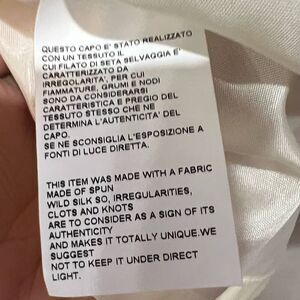 QUESTO CAPO E' STATO REALIZZATO
CON UN TESSUTO IL
CUI FILATO DI SETA SELVAGGIA E'
CARATTERIZZATO DA
IRREGOLARITA', PER CUI
FIAMMATURE, GRUMI E NODI
SONO DA CONSIDERARSI
CARATTERISTICA E PREGIO DEL
TESSUTO STESSO CHE NE
DETERMINA L'AUTENTICITA' DEL
CAPO.
SE NE SCONSIGLIA L'ESPOSIZIONE A
FONTI DI LUCE DIRETTA.
THIS ITEM WAS MADE WITH A FABRIC
MADE OF SPUN
WILD SILK SO, IRREGULARITIES,
CLOTS AND KNOTS
ARE TO CONSIDER AS A SIGN OF ITS
AUTHENTICITY
AND MAKES IT TOTALLY UNIQUE.WE
SUGGEST
NOT TO KEEP IT UNDER DIRECT
LIGHT.